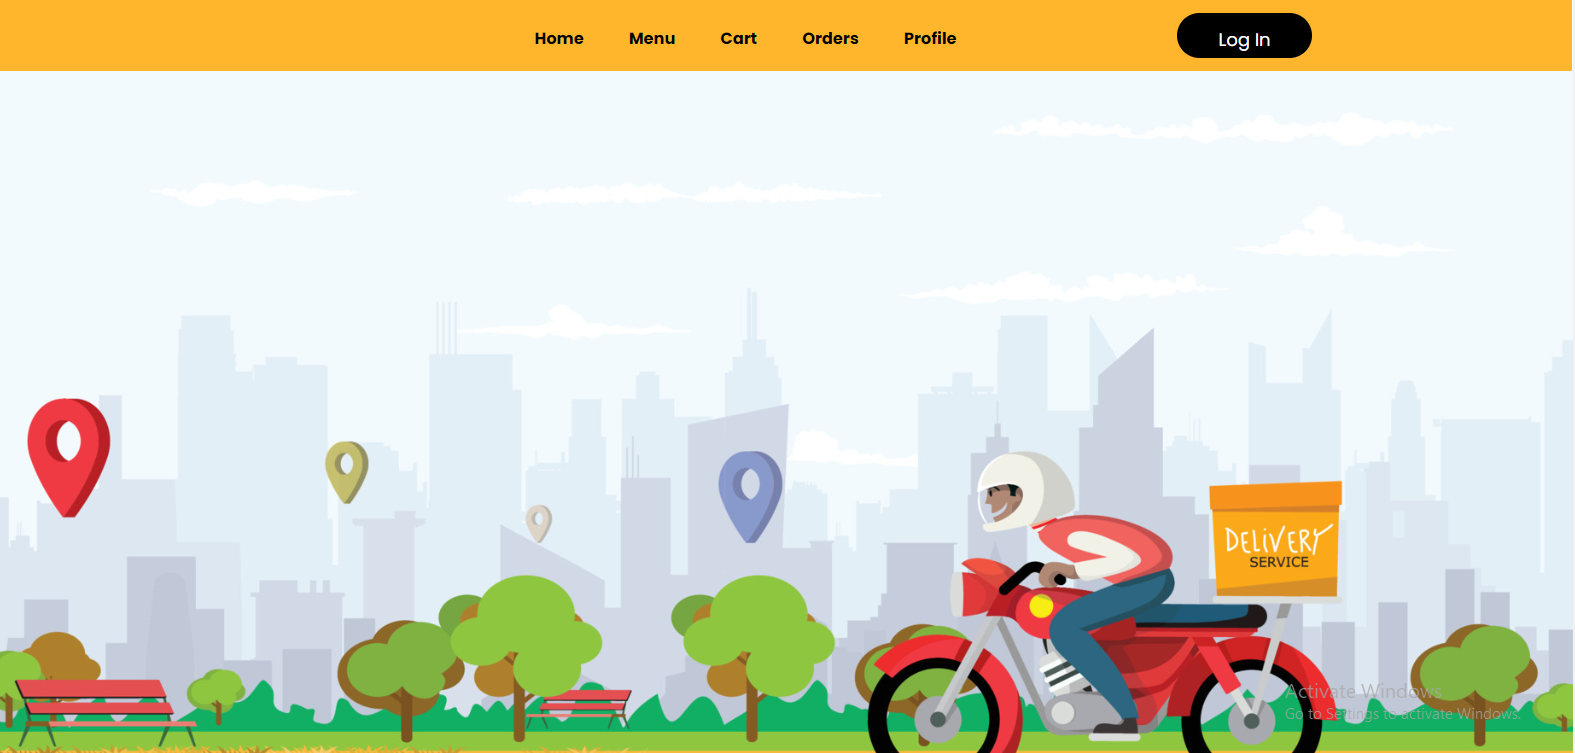 Home Menu Cart Orders Profile Log In
DELiVERY
SERVICE
Activate Windows
Go to Settings to activate Windows.